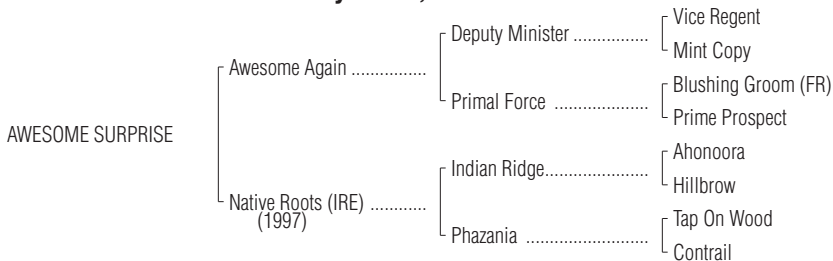 Vice Regent
Deputy Minister ................
Mint Copy
Awesome Again ................
Blushing Groom (FR)
Primal Force ....................
Prime Prospect
AWESOME SURPRISE
Ahonoora
Indian Ridge......................
Hillbrow
Native Roots (IRE) ............
(1997)
Tap On Wood
Phazania ..........................
Contrail